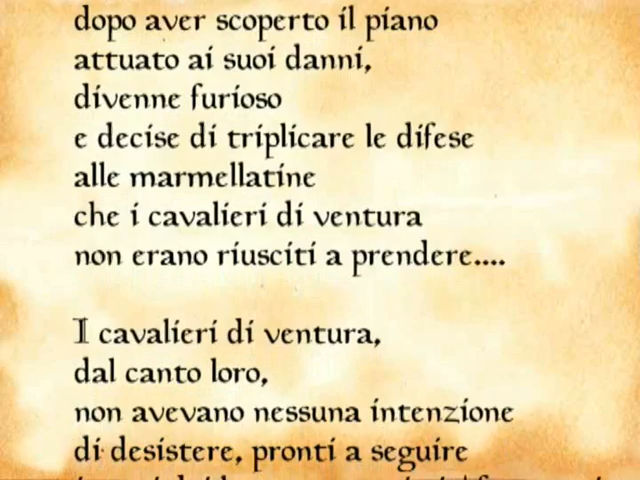 dopo aver scoperto il piano
attuato ai suoi danni,
divenne furioso
e decise di triplicare le difese
alle marmellatine
che i cavalieri di ventura
non erano riusciti a prendere....
I cavalieri di ventura,
dal canto loro,
non avevano nessuna intenzione
di desistere, pronti a seguire